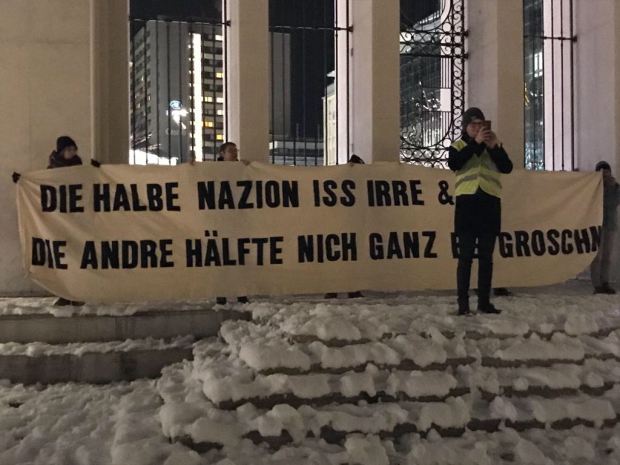 DIE HALBE NAZION ISS IRRE &
DIE ANDRE HÄLFTE NICH GANZ GROSCHN